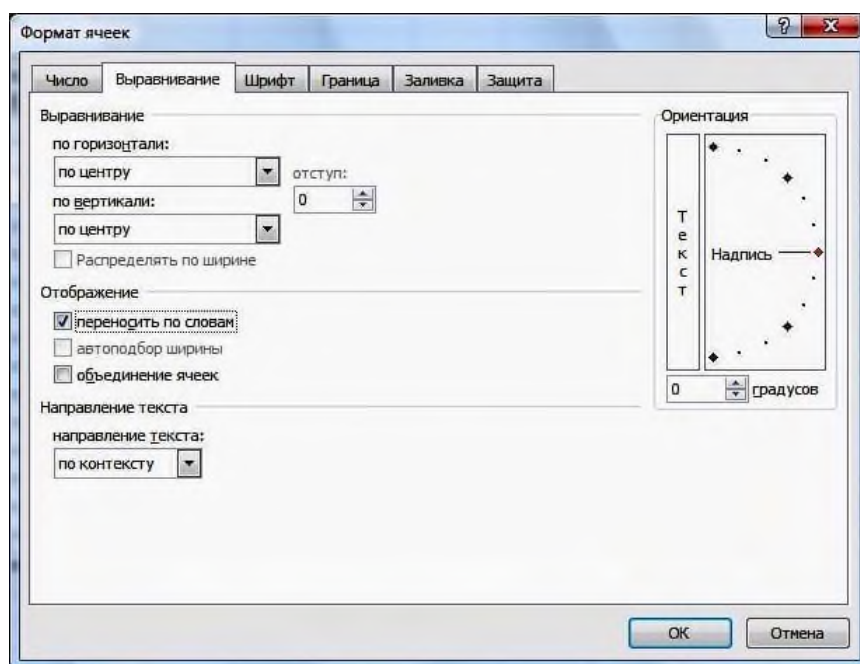 Формат ячеек
Число Выравнивание Шрифт Граница Заливка Защита
Выравнивание
по горизонтали:
по центру
отступ:
0
по вертикали:
по центру
Распределять по ширине
Отображение
переносить по словам
автоподбор ширины
объединение ячеек
Направление текста
направление текста:
по контексту
Ориентация
Текст
Надпись
0 градусов
ОК Отмена